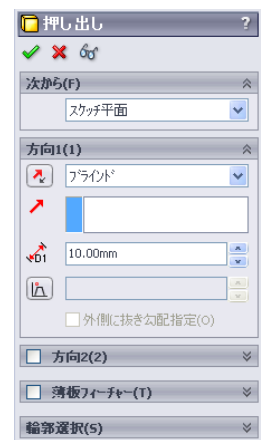 押し出し ?
次から(F)
スケッチ平面
方向1(1)
ブラインド
D1 10.00mm
外側に抜き勾配指定(O)
方向2(2)
薄板フィーチャー(T)
輪郭選択(S)